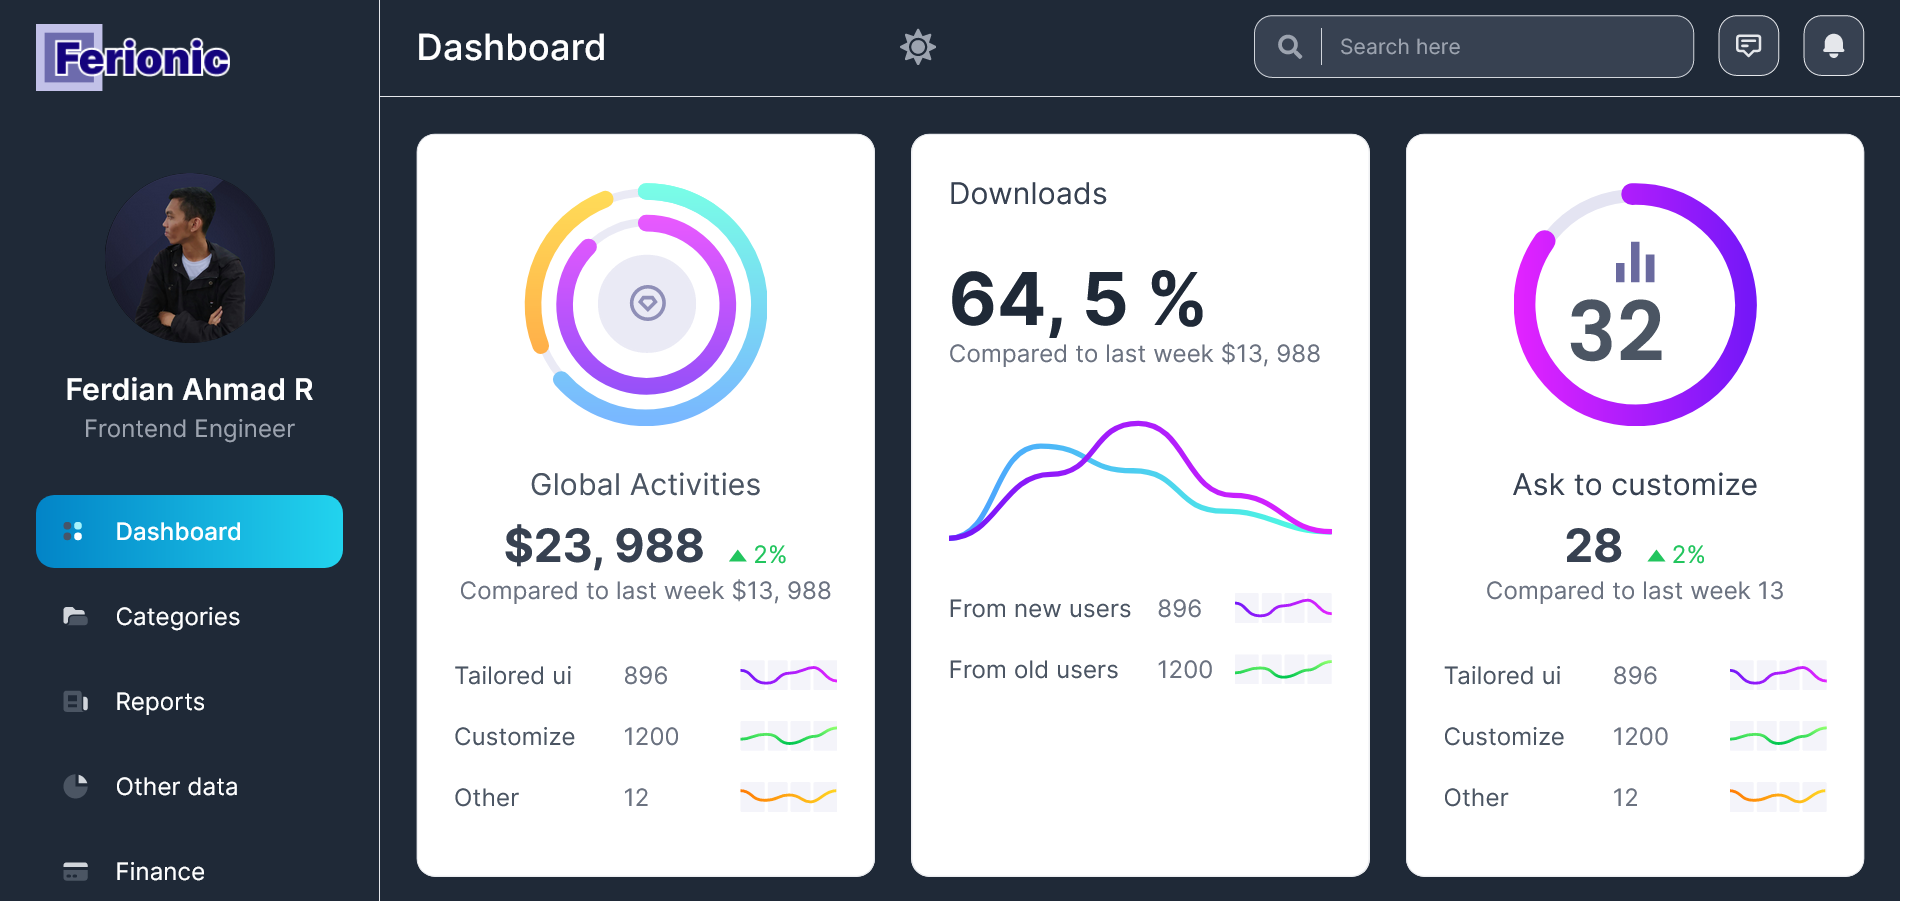 Ferionic
Ferdian Ahmad R
Frontend Engineer
Dashboard
Categories
Reports
Other data
Finance
Dashboard
Search here
Global Activities
$23, 988 2%
Compared to last week $13, 988
Tailored ui 896
Customize 1200
Other 12
Downloads
64, 5 %
Compared to last week $13, 988
From new users 896
From old users 1200
32
Ask to customize
28 2%
Compared to last week 13
Tailored ui 896
Customize 1200
Other 12